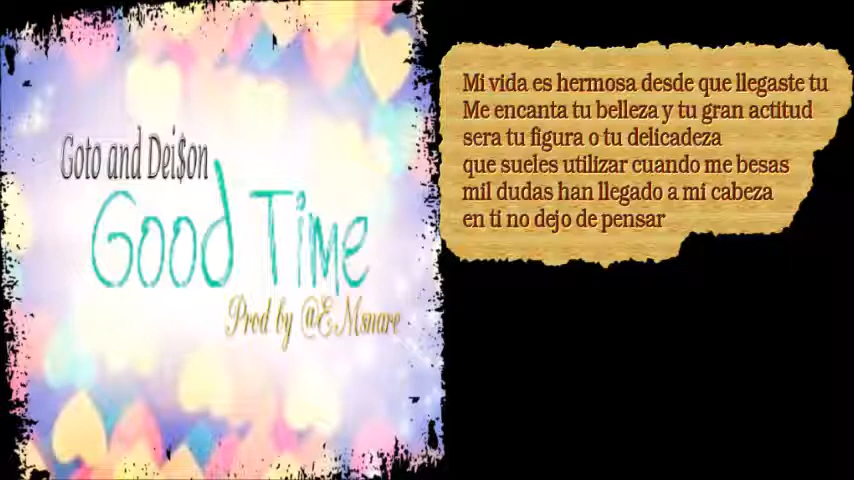 Goto and Dei$on
Good Time
Prod by @EMsnare
Mi vida es hermosa desde que llegaste tu
Me encanta tu belleza y tu gran actitud
sera tu figura o tu delicadeza
que sueles utilizar cuando me besas
mil dudas han llegado a mi cabeza
en ti no dejo de pensar